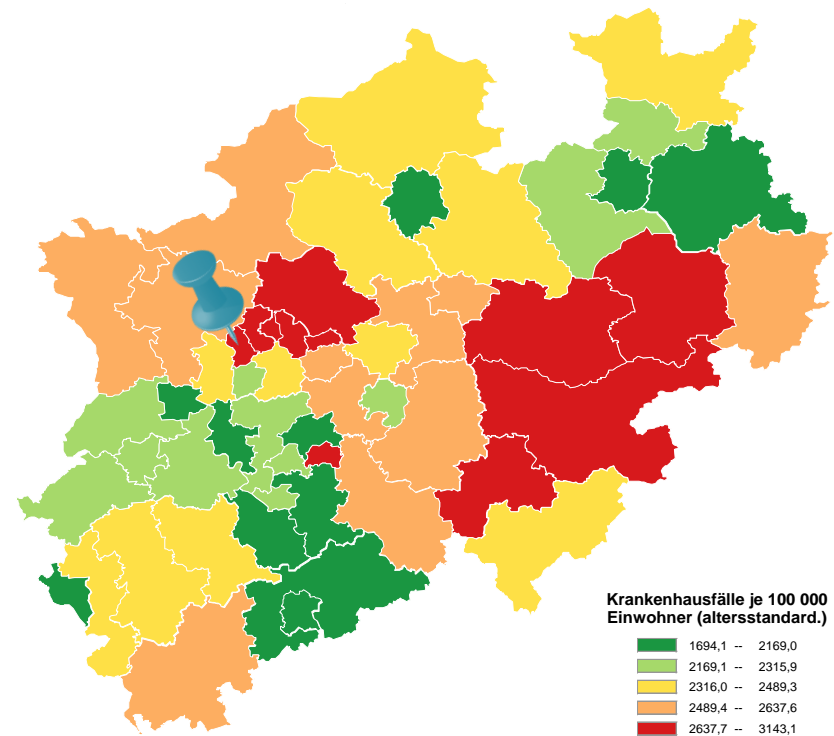 Krankenhausfälle je 100 000
Einwohner (altersstandard.)
1694,1 -- 2169,0
2169,1 -- 2315,9
2316,0 -- 2489,3
2489,4 -- 2637,6
2637,7 -- 3143,1